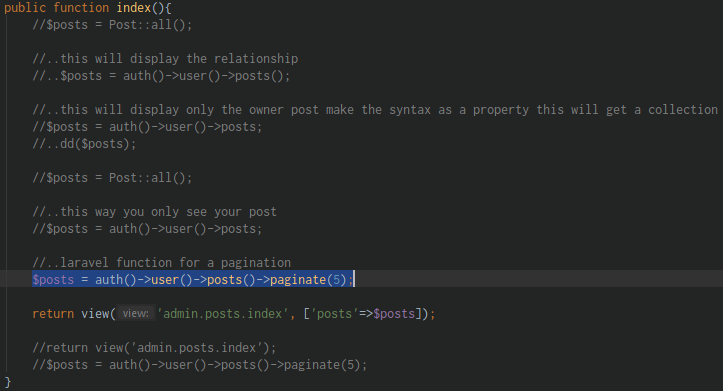 public function index(){
//$posts = Post::all();
//..this will display the relationship
//..$posts = auth()->user()->posts();
//..this will display only the owner post make the syntax as a property this will get a collection
//$posts = auth()->user()->posts;
//..dd($posts);
//$posts = Post::all();
//..this way you only see your post
//$posts = auth()->user()->posts;
//..laravel function for a pagination
$posts = auth()->user()->posts()->paginate(5);
return view( view: 'admin.posts.index', ['posts'=>$posts]);
//return view('admin.posts.index');
//$posts = auth()->user()->posts()->paginate(5);
}